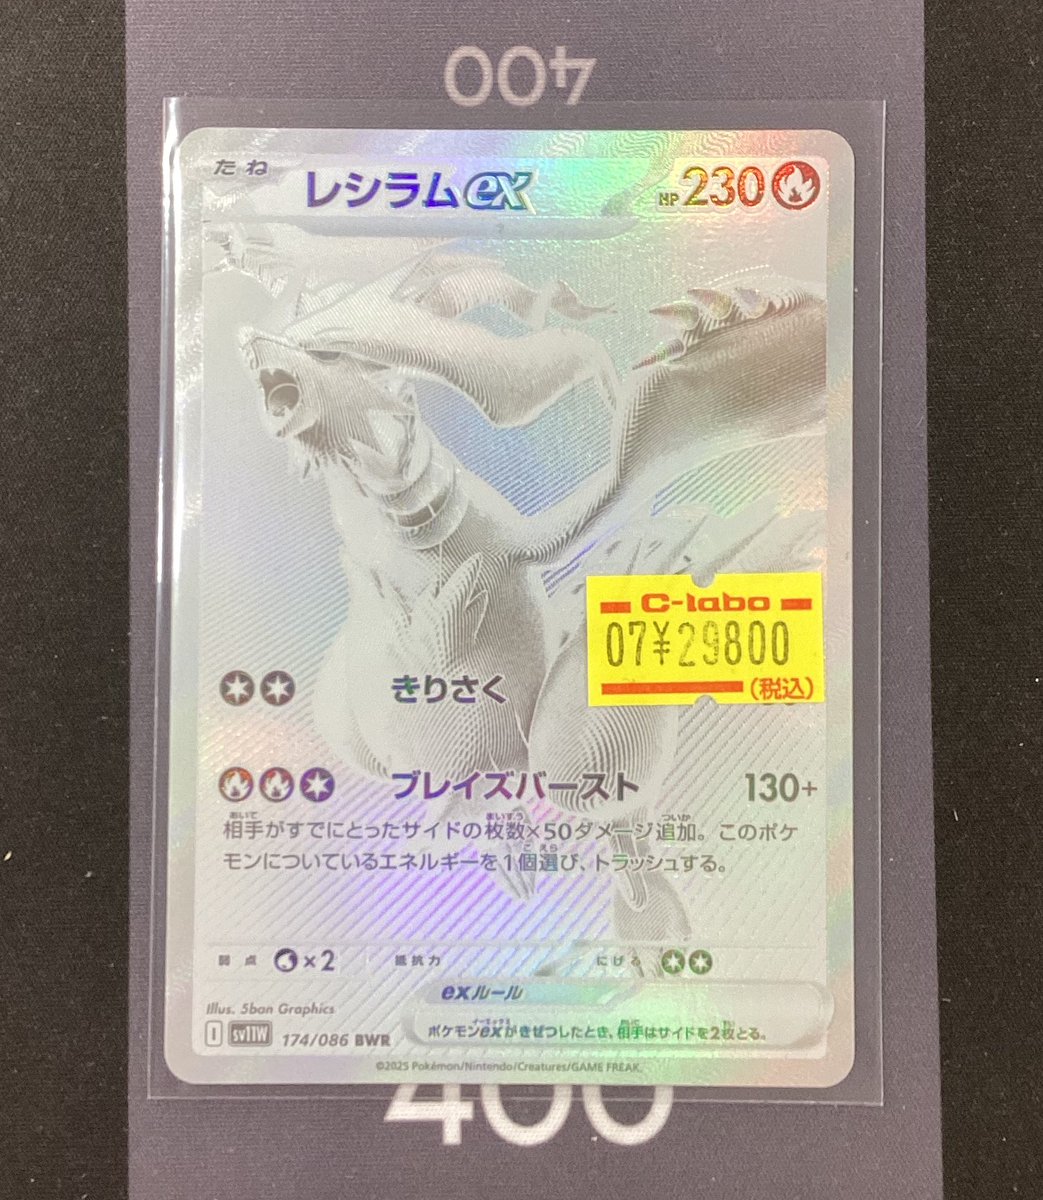 400
たね
レシラムex
HP 230
C-labo
07¥29800
(税込)
きりさく
ブレイズバースト 130+
相手がすでにとったサイドの枚数×50ダメージ追加。このポケ
モンについているエネルギーを1個選び、トラッシュする。
弱点 ×2 抵抗力 にげる
exルール
ポケモンexがきぜつしたとき、相手はサイドを2枚とる。
Illus. 5ban Graphics
I SV11W 174/086 BWR
©2025 Pokémon/Nintendo/Creatures/GAME FREAK.
400